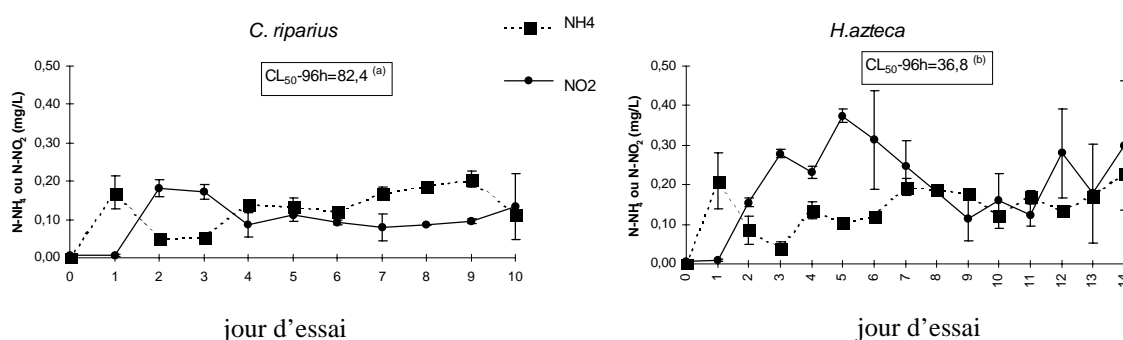 C. riparius
NH4
H.azteca
CL50-96h=82,4 (a)
NO2
CL50-96h=36,8 (b)
N-NH4 ou N-NO2 (mg/L)
0,50
0,40
0,30
0,20
0,10
0,00
0 1 2 3 4 5 6 7 8 9 10
jour d'essai
N-NH4 ou N-NO2 (mg/L)
0,50
0,40
0,30
0,20
0,10
0,00
0 1 2 3 4 5 6 7 8 9 10 11 12 13 14
jour d'essai